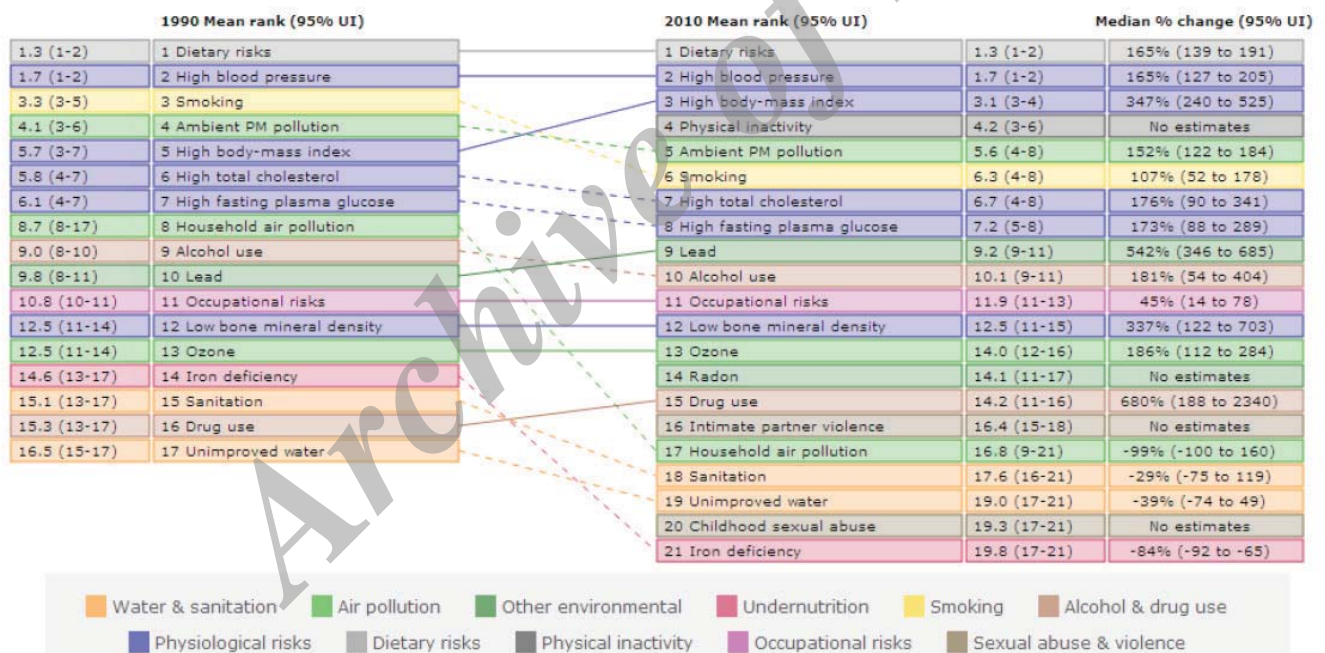 1990 Mean rank (95% UI) 2010 Mean rank (95% UI) Median % change (95% UI)
1.3 (1-2) 1 Dietary risks 1 Dietary risks 1.3 (1-2) 165% (139 to 191)
1.7 (1-2) 2 High blood pressure 2 High blood pressure 1.7 (1-2) 165% (127 to 205)
3.3 (3-5) 3 Smoking 3 High body-mass index 3.1 (3-4) 347% (240 to 525)
4.1 (3-6) 4 Ambient PM pollution 4 Physical inactivity 4.2 (3-6) No estimates
5.7 (3-7) 5 High body-mass index 5 Ambient PM pollution 5.6 (4-8) 152% (122 to 184)
5.8 (4-7) 6 High total cholesterol 6 Smoking 6.3 (4-8) 107% (52 to 178)
6.1 (4-7) 7 High fasting plasma glucose 7 High total cholesterol 6.7 (4-8) 176% (90 to 341)
8.7 (8-17) 8 Household air pollution 8 High fasting plasma glucose 7.2 (5-8) 173% (88 to 289)
9.0 (8-10) 9 Alcohol use 9 Lead 9.2 (9-11) 542% (346 to 685)
9.8 (8-11) 10 Lead 10 Alcohol use 10.1 (9-11) 181% (54 to 404)
10.8 (10-11) 11 Occupational risks 11 Occupational risks 11.9 (11-13) 45% (14 to 78)
12.5 (11-14) 12 Low bone mineral density 12 Low bone mineral density 12.5 (11-15) 337% (122 to 703)
12.5 (11-14) 13 Ozone 13 Ozone 14.0 (12-16) 186% (112 to 284)
14.6 (13-17) 14 Iron deficiency 14 Radon 14.1 (11-17) No estimates
15.1 (13-17) 15 Sanitation 15 Drug use 14.2 (11-16) 680% (188 to 2340)
15.3 (13-17) 16 Drug use 16 Intimate partner violence 16.4 (15-18) No estimates
16.5 (15-17) 17 Unimproved water 17 Household air pollution 16.8 (9-21) -99% (-100 to 160)
18 Sanitation 17.6 (16-21) -29% (-75 to 119)
19 Unimproved water 19.0 (17-21) -39% (-74 to 49)
20 Childhood sexual abuse 19.3 (17-21) No estimates
21 Iron deficiency 19.8 (17-21) -84% (-92 to -65)
Water & sanitation Air pollution Other environmental Undernutrition Smoking Alcohol & drug use
Physiological risks Dietary risks Physical inactivity Occupational risks Sexual abuse & violence
Archive of